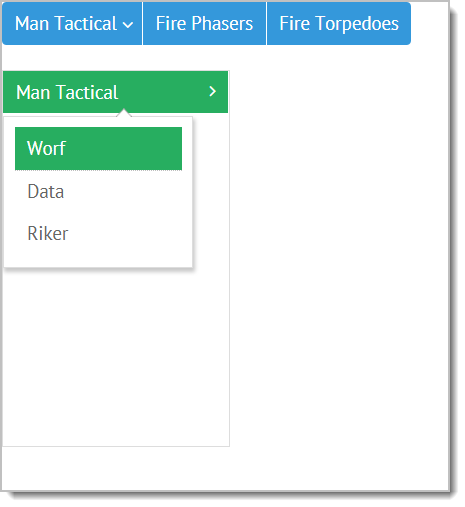 Man Tactical Fire Phasers Fire Torpedoes
Man Tactical
Worf
Data
Riker